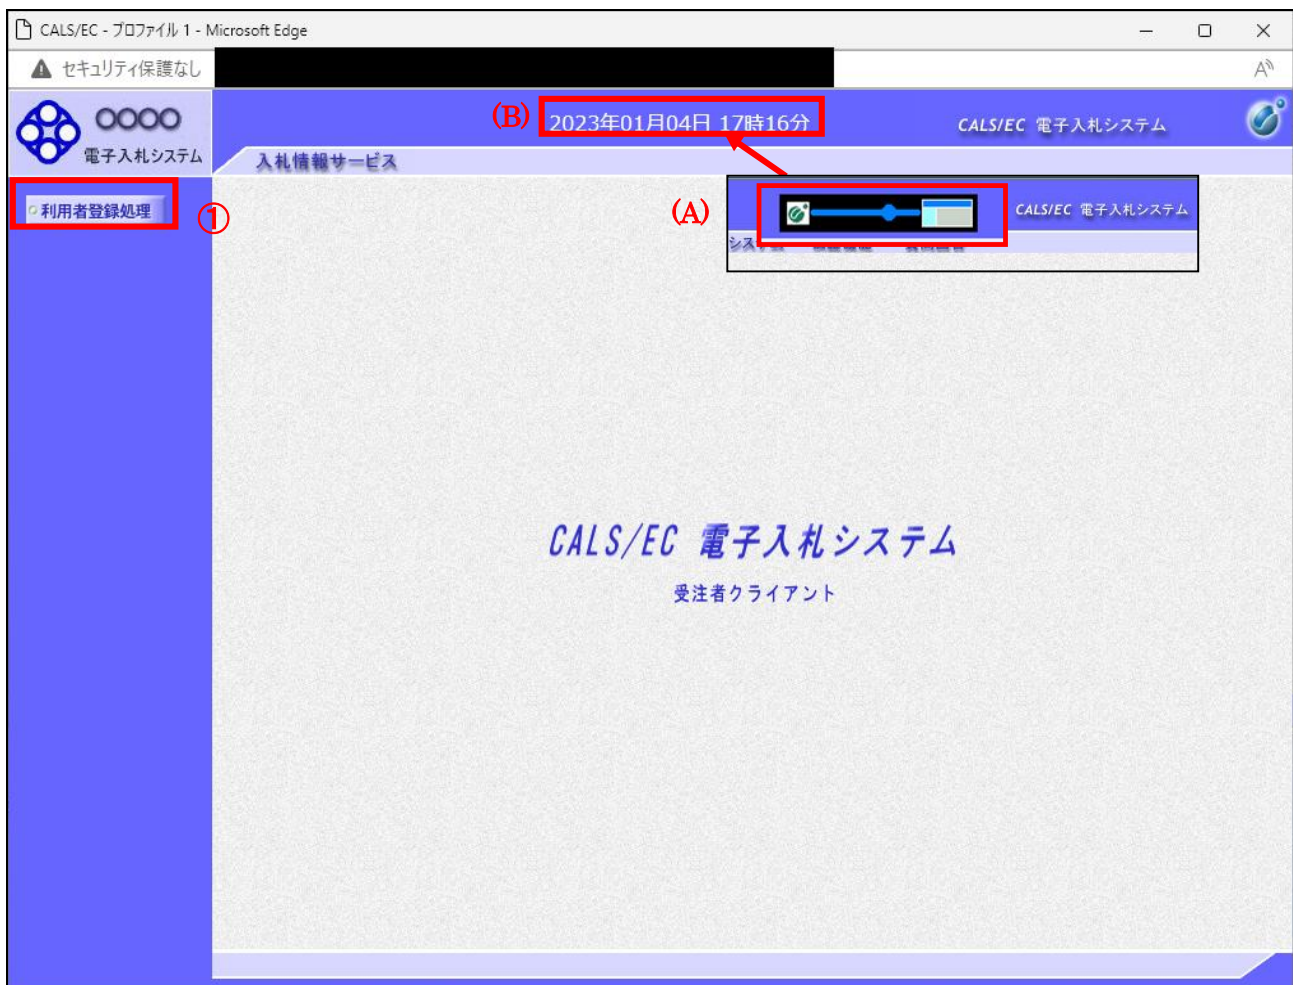 CALS/EC - プロファイル 1 - Microsoft Edge
セキュリティ保護なし
○○○○
電子入札システム
(B)
2023年01月04日 17時16分
CALS/EC 電子入札システム
入札情報サービス
利用者登録処理
①
(A)
CALS/EC 電子入札システム
CALS/EC 電子入札システム
受注者クライアント